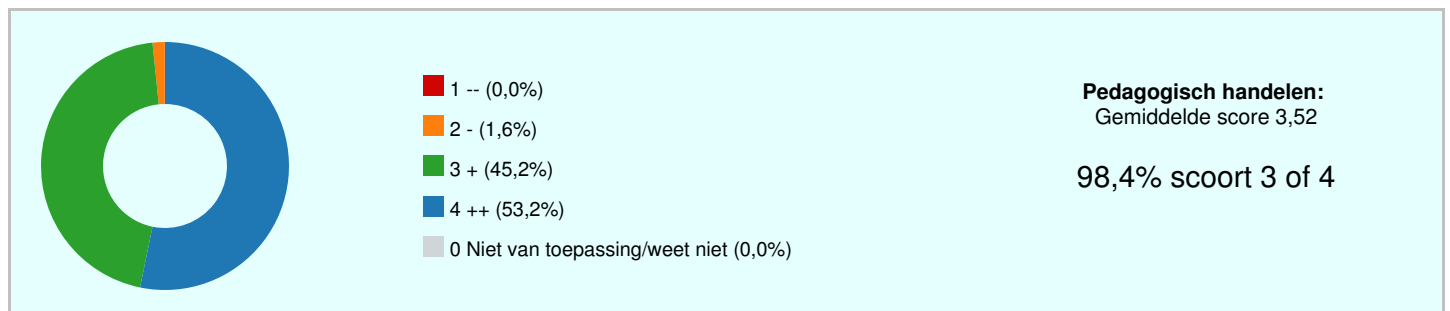 1 -- (0,0%)
2 - (1,6%)
3 + (45,2%)
4 ++ (53,2%)
0 Niet van toepassing/weet niet (0,0%)
Pedagogisch handelen:
Gemiddelde score 3,52
98,4% scoort 3 of 4